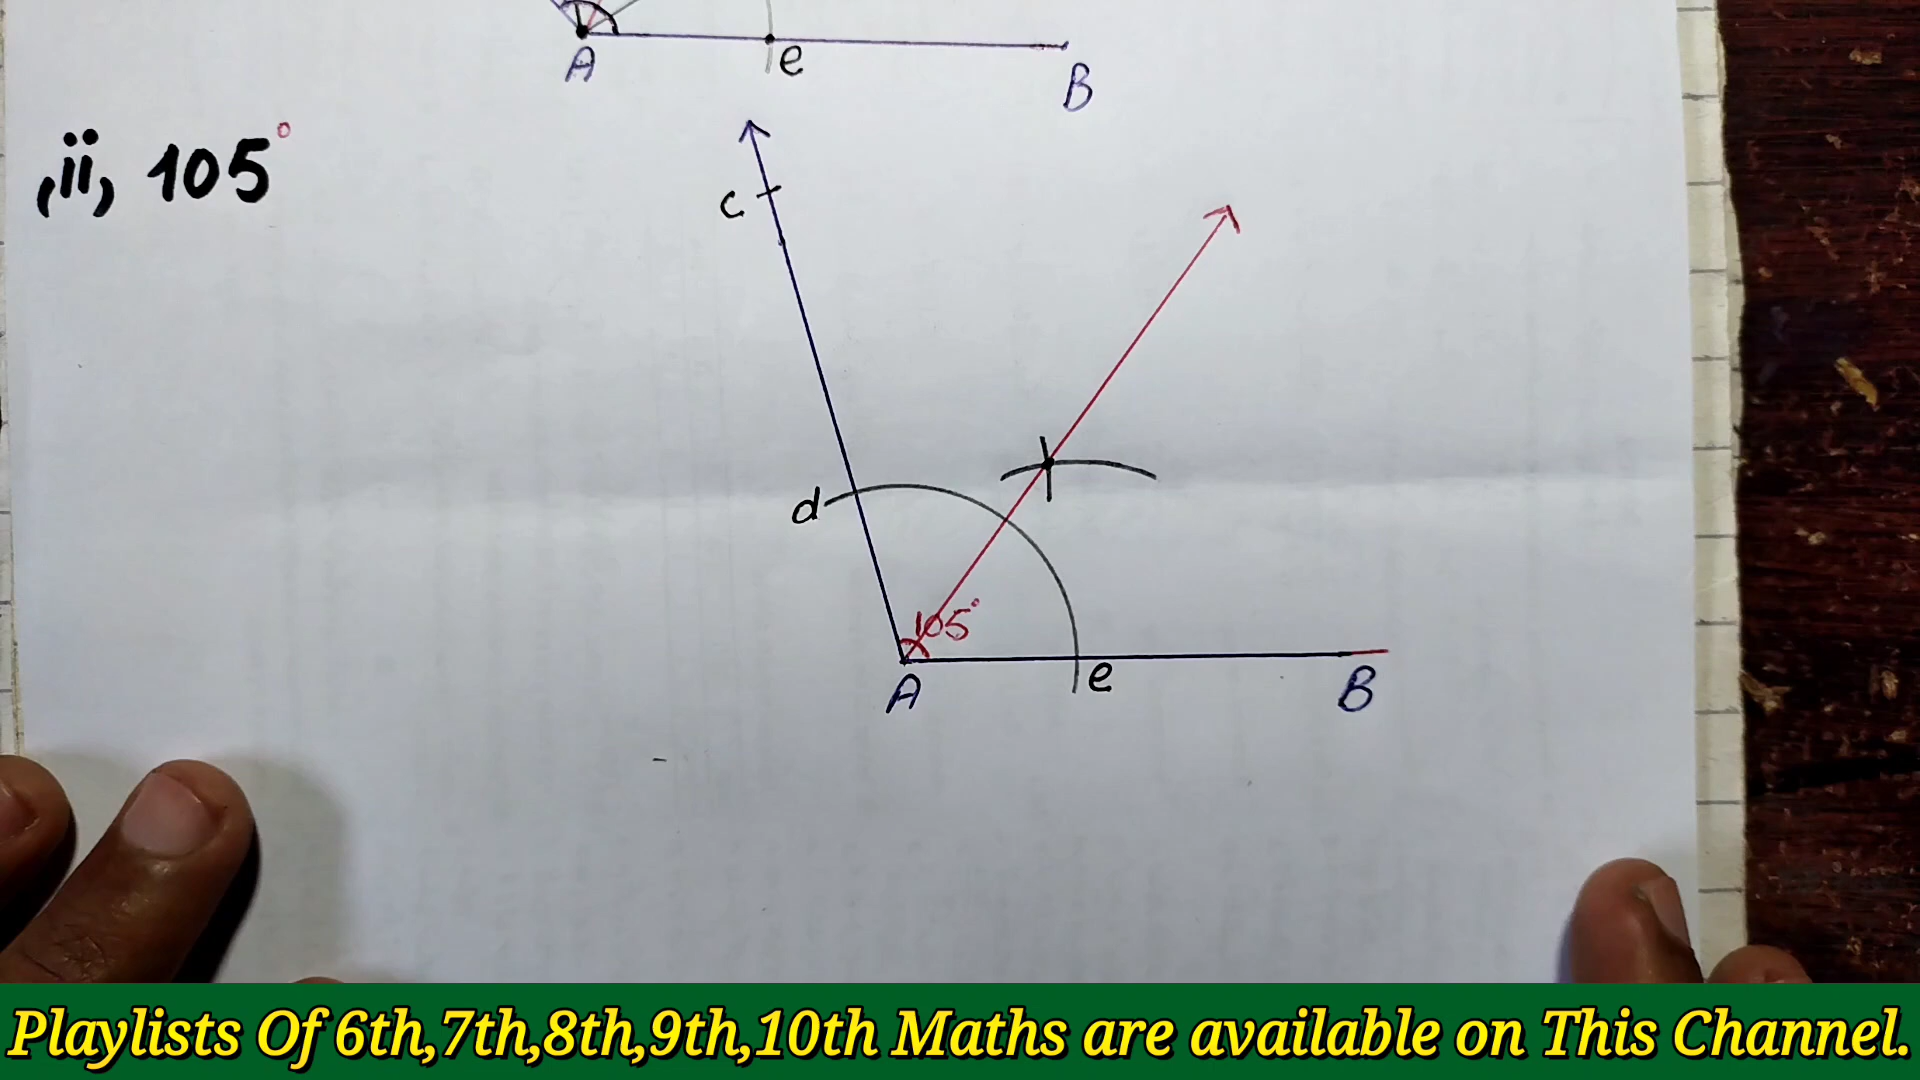 A e B
(ii) 105°
c
d
105°
A e B
Playlists Of 6th,7th,8th,9th,10th Maths are available on This Channel.